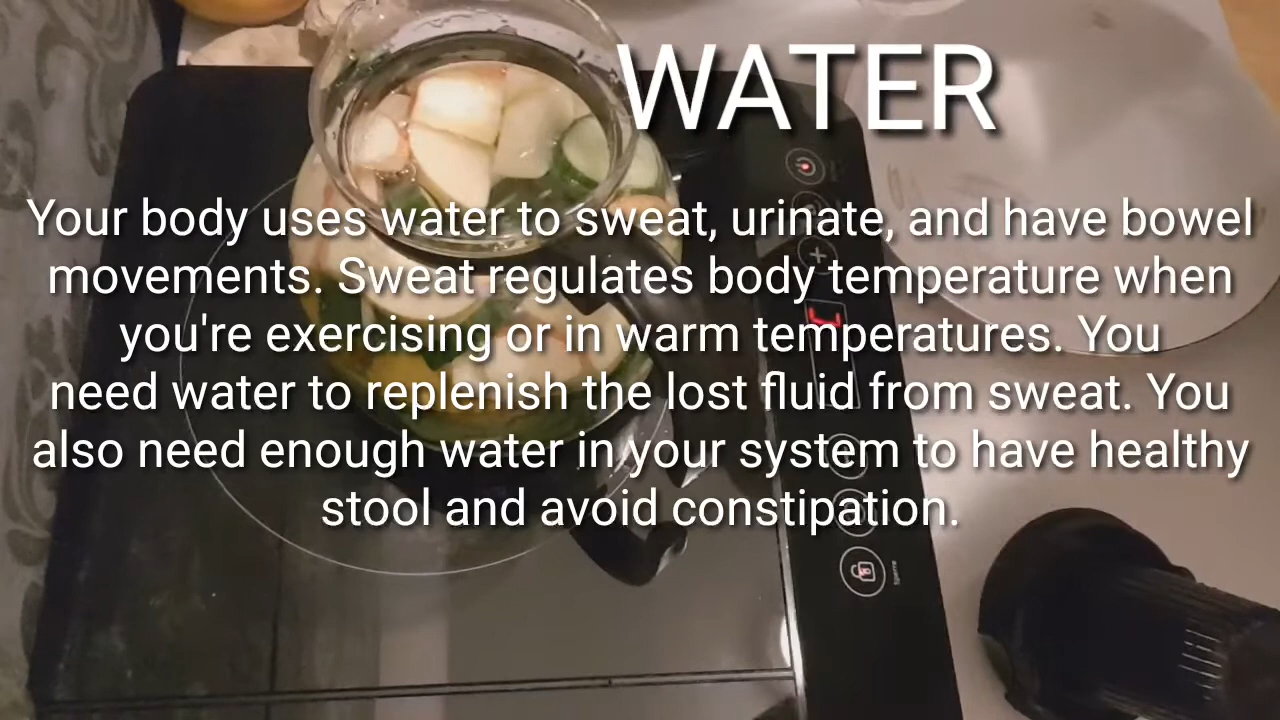 WATER
Your body uses water to sweat, urinate, and have bowel
movements. Sweat regulates body temperature when
you're exercising or in warm temperatures. You
need water to replenish the lost fluid from sweat. You
also need enough water in your system to have healthy
stool and avoid constipation.